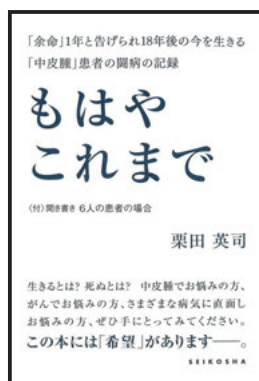 「余命」1年と告げられ18年後の今を生きる
「中皮腫」患者の闘病の記録
もはや
これまで
〈付〉聞き書き 6人の患者の場合
栗田 英司
生きるとは? 死ぬとは? 中皮腫でお悩みの方、
がんでお悩みの方、さまざまな病気に直面し
お悩みの方、ぜひ手にとってみてください。
この本には「希望」があります——。
SEIKOSHA